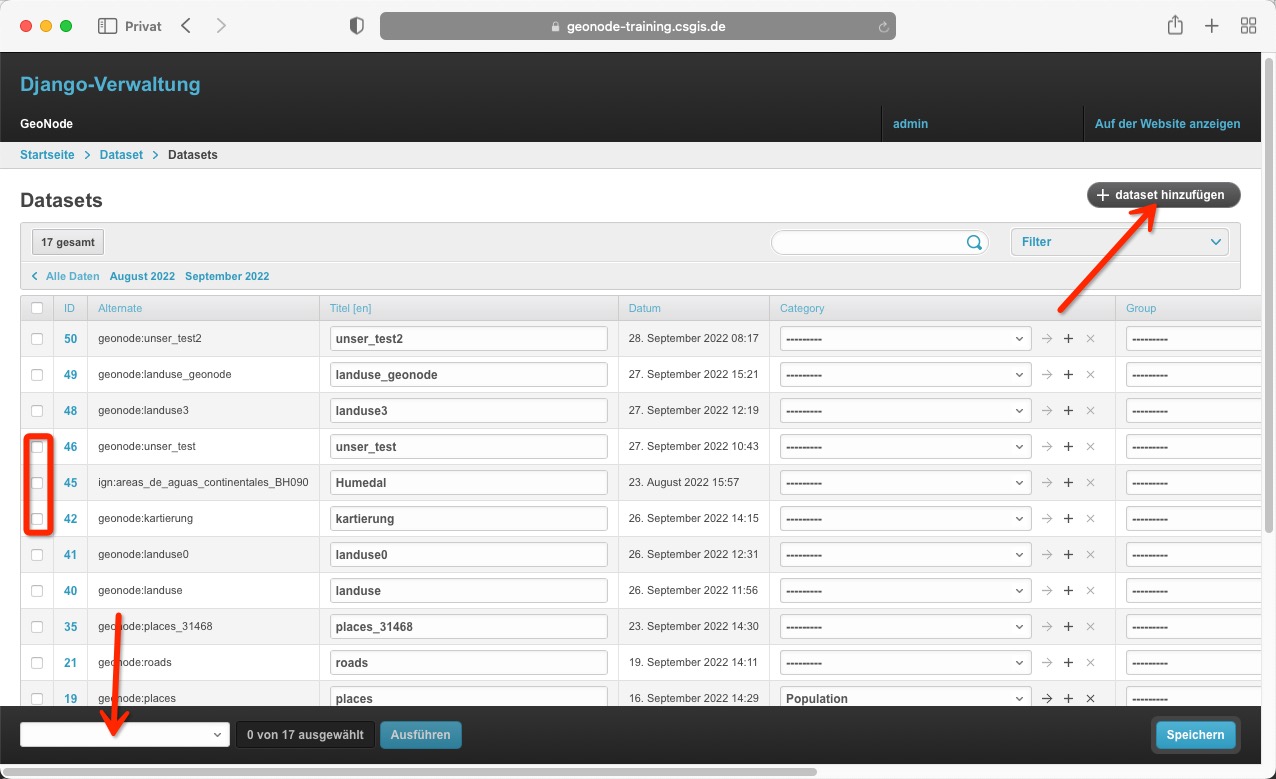 Privat
geonode-training.csgis.de
Django-Verwaltung
GeoNode admin Auf der Website anzeigen
Startseite > Dataset > Datasets
Datasets + dataset hinzufügen
17 gesamt Filter
Alle Daten August 2022 September 2022
ID Alternate Titel [en] Datum Category Group
50 geonode:unser_test2 unser_test2 28. September 2022 08:17 --------- ---------
49 geonode:landuse_geonode landuse_geonode 27. September 2022 15:21 --------- ---------
48 geonode:landuse3 landuse3 27. September 2022 12:19 --------- ---------
46 geonode:unser_test unser_test 27. September 2022 10:43 --------- ---------
45 ign:areas_de_aguas_continentales_BH090 Humedal 23. August 2022 15:57 --------- ---------
42 geonode:kartierung kartierung 26. September 2022 14:15 --------- ---------
41 geonode:landuse0 landuse0 26. September 2022 12:31 --------- ---------
40 geonode:landuse landuse 26. September 2022 11:56 --------- ---------
35 geonode:places_31468 places_31468 23. September 2022 14:30 --------- ---------
21 geonode:roads roads 19. September 2022 14:11 --------- ---------
19 geonode:places places 16. September 2022 14:29 Population ---------
0 von 17 ausgewählt Ausführen Speichern